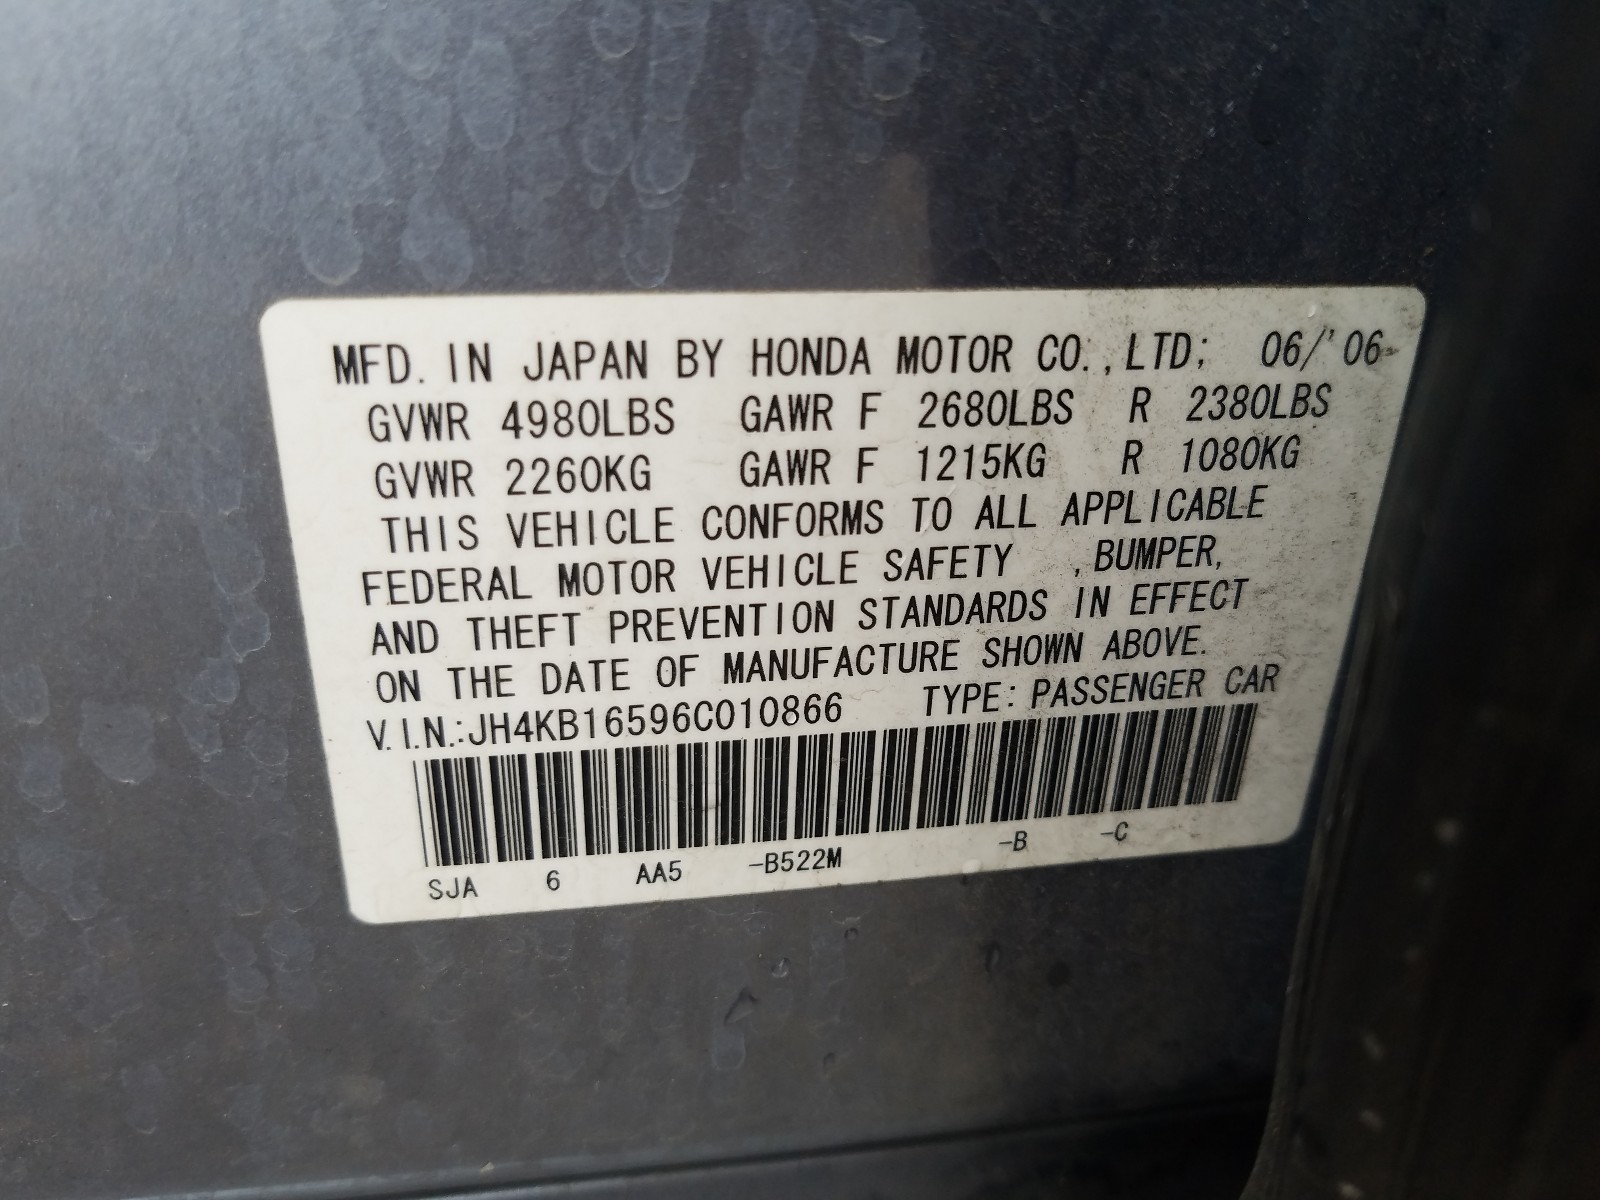 MFD. IN JAPAN BY HONDA MOTOR CO.,LTD; 06/'06
GVWR 4980LBS GAWR F 2680LBS R 2380LBS
GVWR 2260KG GAWR F 1215KG R 1080KG
THIS VEHICLE CONFORMS TO ALL APPLICABLE
FEDERAL MOTOR VEHICLE SAFETY , BUMPER,
AND THEFT PREVENTION STANDARDS IN EFFECT
ON THE DATE OF MANUFACTURE SHOWN ABOVE.
V.I.N.:JH4KB16596C010866 TYPE: PASSENGER CAR
SJA 6 AA5 -B522M -B -C